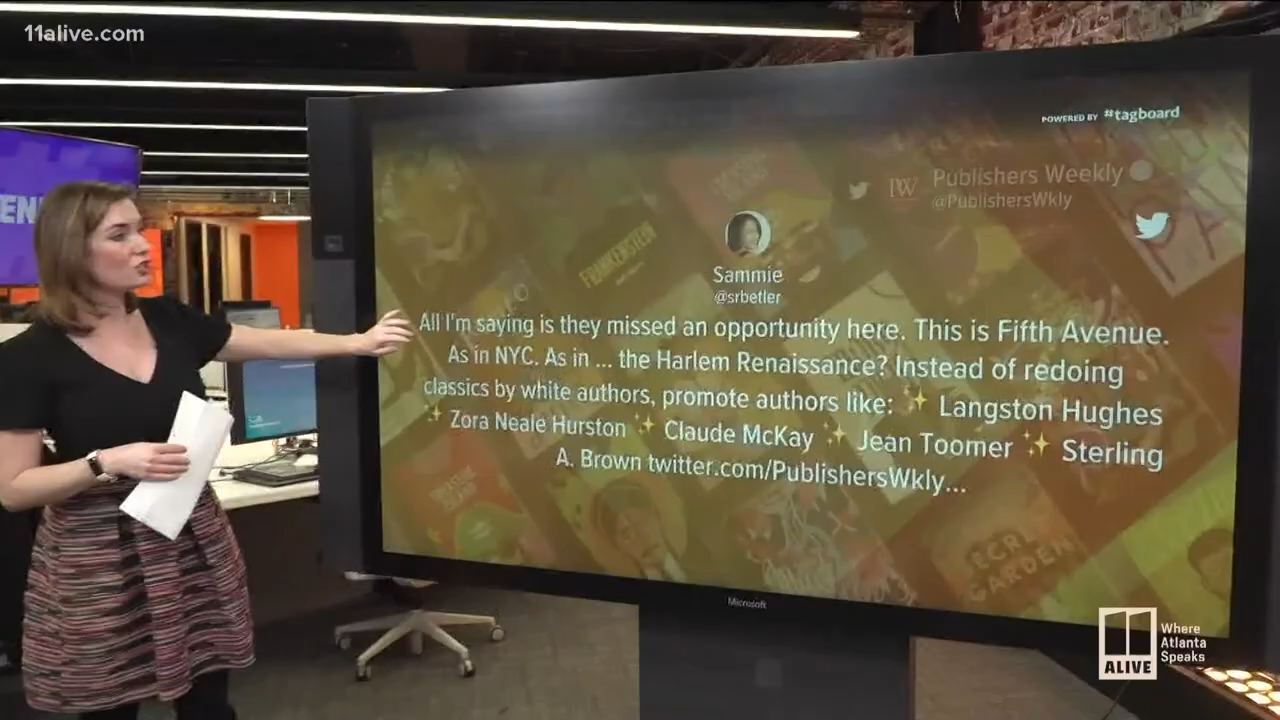 11alive.com
EN
POWERED BY #tagboard
PW Publishers Weekly
@PublishersWkly
FRANKENSTEIN
Sammie
@srbetler
All I'm saying is they missed an opportunity here. This is Fifth Avenue.
As in NYC. As in ... the Harlem Renaissance? Instead of redoing
classics by white authors, promote authors like: ✨ Langston Hughes
✨ Zora Neale Hurston ✨ Claude McKay ✨ Jean Toomer ✨ Sterling
A. Brown twitter.com/PublishersWkly...
SECRET
GARDEN
Microsoft
11
ALIVE
Where
Atlanta
Speaks